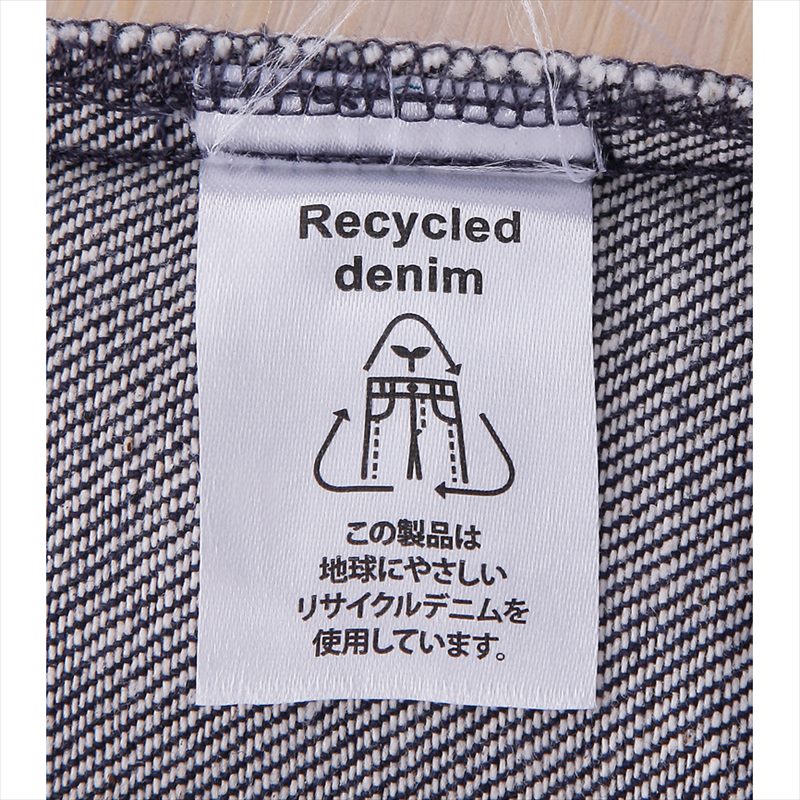 Recycled
denim
この製品は
地球にやさしい
リサイクルデニムを
使用しています。